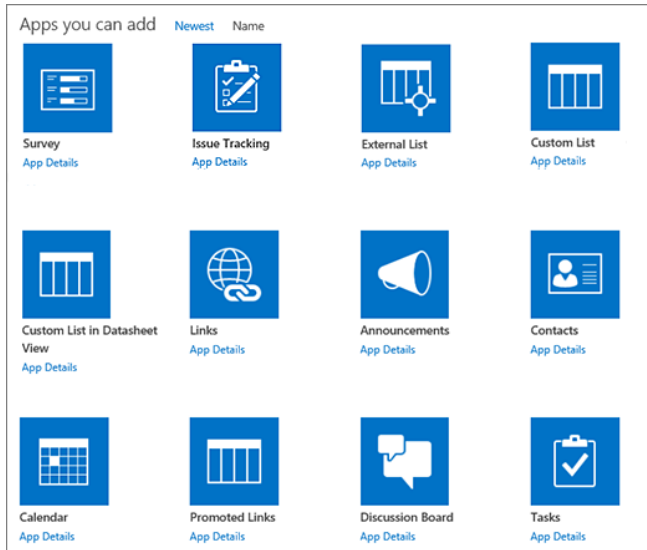 Apps you can add Newest Name
Survey Issue Tracking External List Custom List
App Details App Details App Details App Details
Custom List in Datasheet Links Announcements Contacts
View App Details App Details App Details
App Details
Calendar Promoted Links Discussion Board Tasks
App Details App Details App Details App Details